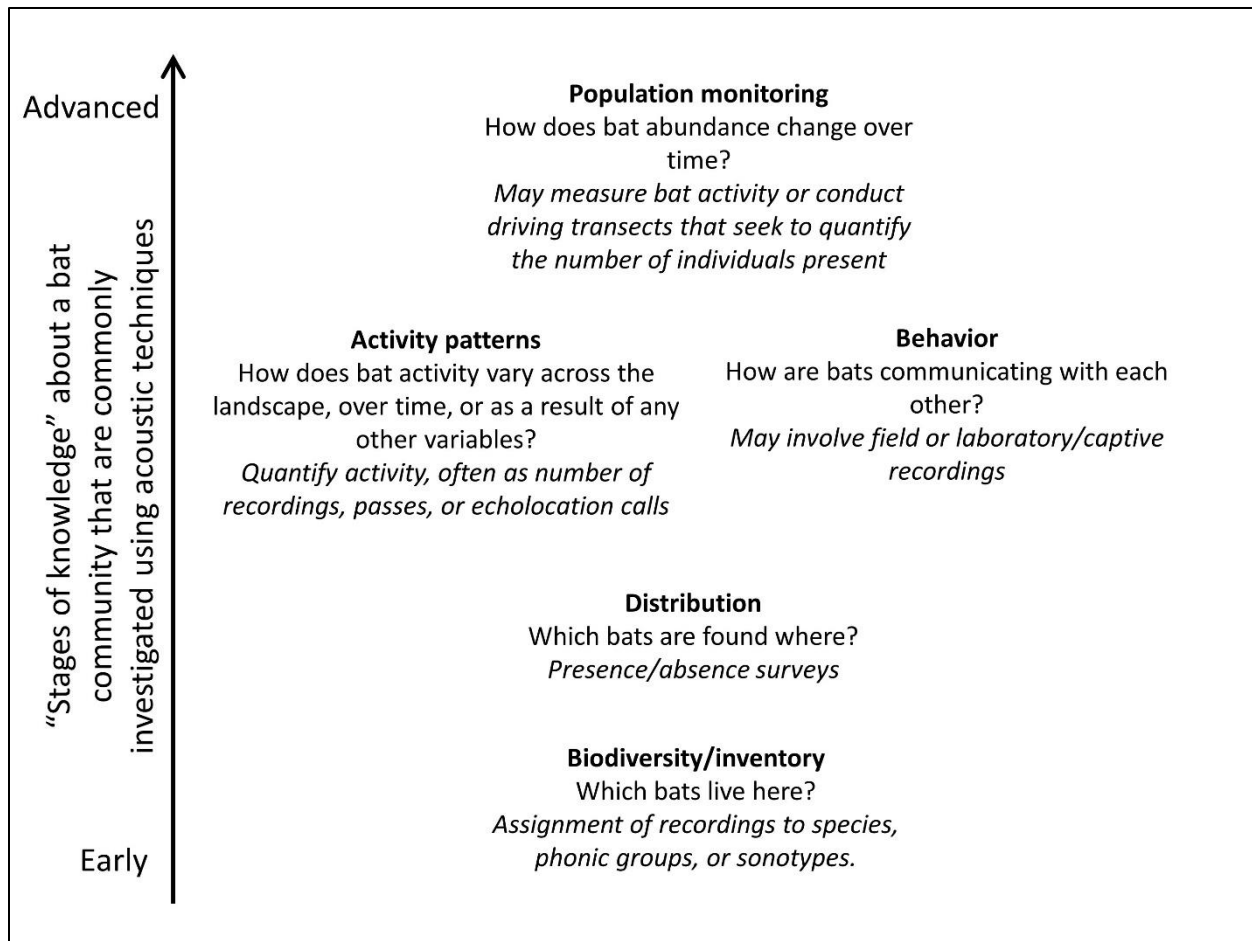 Advanced
“Stages of knowledge” about a bat
community that are commonly
investigated using acoustic techniques
Early
Population monitoring
How does bat abundance change over
time?
May measure bat activity or conduct
driving transects that seek to quantify
the number of individuals present
Activity patterns
How does bat activity vary across the
landscape, over time, or as a result of any
other variables?
Quantify activity, often as number of
recordings, passes, or echolocation calls
Behavior
How are bats communicating with each
other?
May involve field or laboratory/captive
recordings
Distribution
Which bats are found where?
Presence/absence surveys
Biodiversity/inventory
Which bats live here?
Assignment of recordings to species,
phonic groups, or sonotypes.